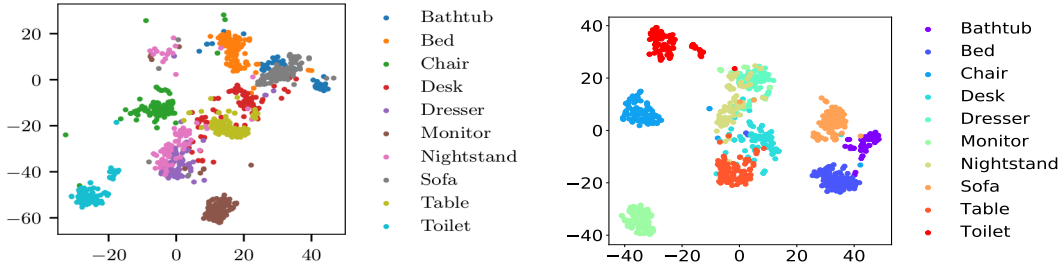 20
0
−20
−40
−60
−20
0
20
40
Bathtub
Bed
Chair
Desk
Dresser
Monitor
Nightstand
Sofa
Table
Toilet
40
20
0
−20
−40
−40
−20
0
20
40
Bathtub
Bed
Chair
Desk
Dresser
Monitor
Nightstand
Sofa
Table
Toilet